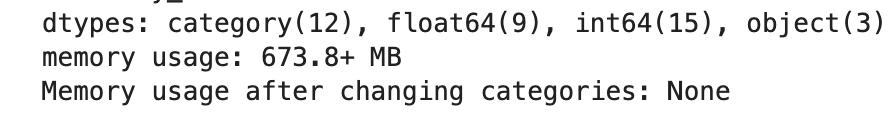 dtypes: category(12), float64(9), int64(15), object(3)
memory usage: 673.8+ MB
Memory usage after changing categories: None